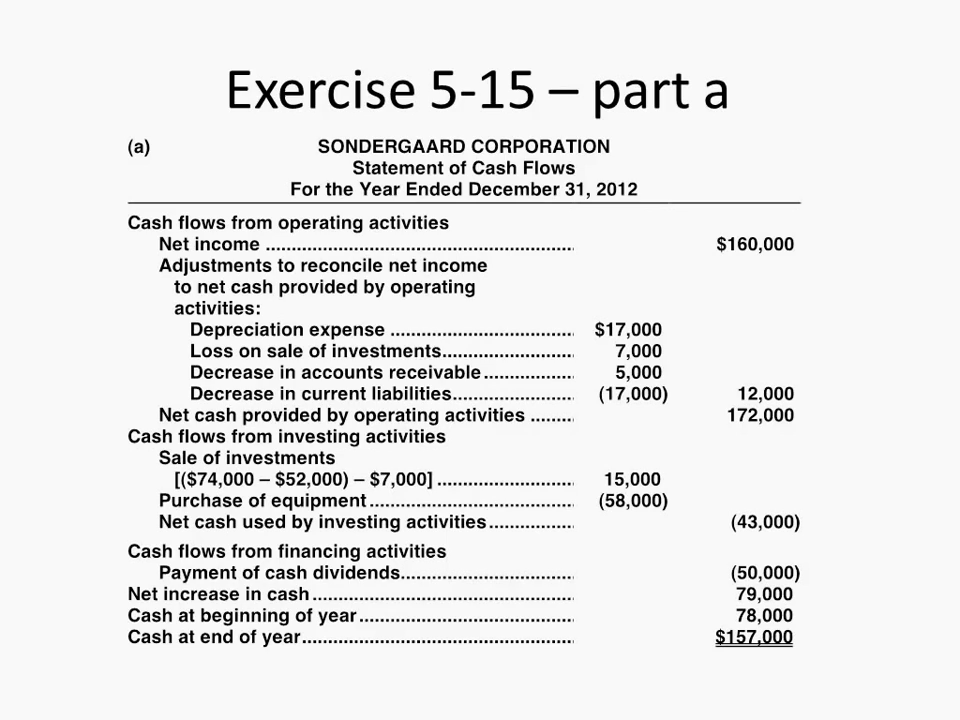 Exercise 5-15 – part a
(a) SONDERGAARD CORPORATION
Statement of Cash Flows
For the Year Ended December 31, 2012
Cash flows from operating activities
Net income ........................................................... $160,000
Adjustments to reconcile net income
to net cash provided by operating
activities:
Depreciation expense ................................... $17,000
Loss on sale of investments......................... 7,000
Decrease in accounts receivable ................. 5,000
Decrease in current liabilities....................... (17,000) 12,000
Net cash provided by operating activities ........ 172,000
Cash flows from investing activities
Sale of investments
[($74,000 – $52,000) – $7,000] .......................... 15,000
Purchase of equipment ....................................... (58,000)
Net cash used by investing activities ................ (43,000)
Cash flows from financing activities
Payment of cash dividends................................. (50,000)
Net increase in cash .................................................. 79,000
Cash at beginning of year ......................................... 78,000
Cash at end of year.................................................... $157,000